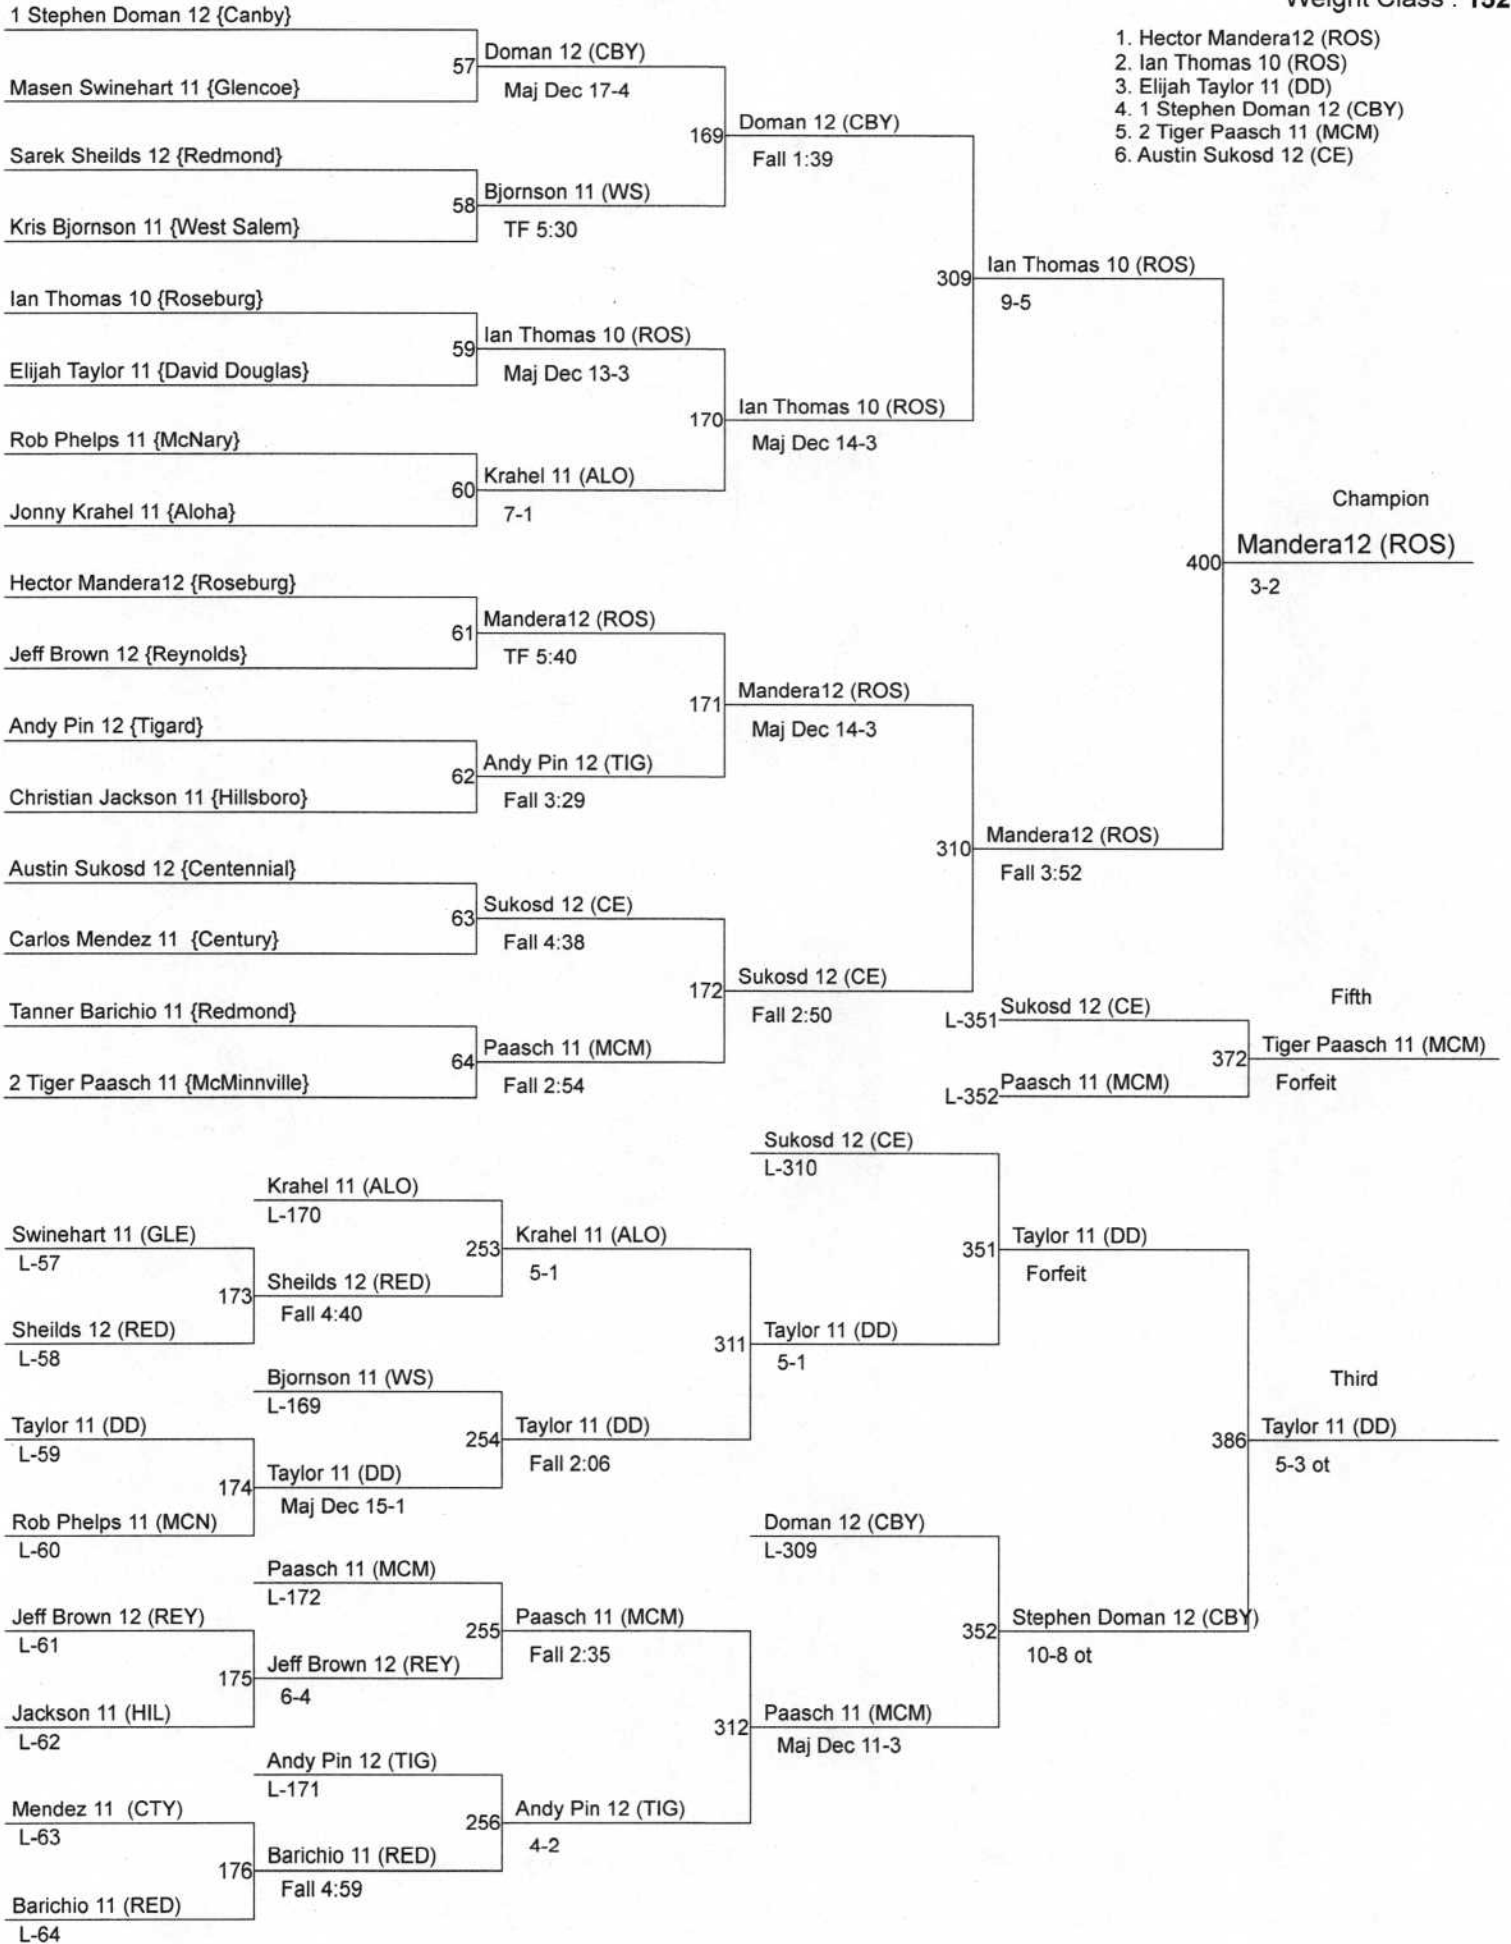 Weight Class : 152
1. Hector Mandera12 (ROS)
2. Ian Thomas 10 (ROS)
3. Elijah Taylor 11 (DD)
4. 1 Stephen Doman 12 (CBY)
5. 2 Tiger Paasch 11 (MCM)
6. Austin Sukosd 12 (CE)
1 Stephen Doman 12 {Canby}
Masen Swinehart 11 {Glencoe}
Sarek Sheilds 12 {Redmond}
Kris Bjornson 11 {West Salem}
Ian Thomas 10 {Roseburg}
Elijah Taylor 11 {David Douglas}
Rob Phelps 11 {McNary}
Jonny Krahel 11 {Aloha}
Hector Mandera12 {Roseburg}
Jeff Brown 12 {Reynolds}
Andy Pin 12 {Tigard}
Christian Jackson 11 {Hillsboro}
Austin Sukosd 12 {Centennial}
Carlos Mendez 11 {Century}
Tanner Barichio 11 {Redmond}
2 Tiger Paasch 11 {McMinnville}
57 Doman 12 (CBY)
Maj Dec 17-4
58 Bjornson 11 (WS)
TF 5:30
59 Ian Thomas 10 (ROS)
Maj Dec 13-3
60 Krahel 11 (ALO)
7-1
61 Mandera12 (ROS)
TF 5:40
62 Andy Pin 12 (TIG)
Fall 3:29
63 Sukosd 12 (CE)
Fall 4:38
64 Paasch 11 (MCM)
Fall 2:54
169 Doman 12 (CBY)
Fall 1:39
170 Ian Thomas 10 (ROS)
Maj Dec 14-3
171 Mandera12 (ROS)
Maj Dec 14-3
172 Sukosd 12 (CE)
Fall 2:50
309 Ian Thomas 10 (ROS)
9-5
310 Mandera12 (ROS)
Fall 3:52
Champion
400 Mandera12 (ROS)
3-2
L-351 Sukosd 12 (CE)
L-352 Paasch 11 (MCM)
Fifth
372 Tiger Paasch 11 (MCM)
Forfeit
Swinehart 11 (GLE)
L-57
Sheilds 12 (RED)
L-58
Taylor 11 (DD)
L-59
Rob Phelps 11 (MCN)
L-60
Jeff Brown 12 (REY)
L-61
Jackson 11 (HIL)
L-62
Mendez 11 (CTY)
L-63
Barichio 11 (RED)
L-64
Krahel 11 (ALO)
L-170
173 Sheilds 12 (RED)
Fall 4:40
Bjornson 11 (WS)
L-169
174 Taylor 11 (DD)
Maj Dec 15-1
Paasch 11 (MCM)
L-172
175 Jeff Brown 12 (REY)
6-4
Andy Pin 12 (TIG)
L-171
176 Barichio 11 (RED)
Fall 4:59
253 Krahel 11 (ALO)
5-1
254 Taylor 11 (DD)
Fall 2:06
255 Paasch 11 (MCM)
Fall 2:35
256 Andy Pin 12 (TIG)
4-2
Sukosd 12 (CE)
L-310
311 Taylor 11 (DD)
5-1
Doman 12 (CBY)
L-309
312 Paasch 11 (MCM)
Maj Dec 11-3
351 Taylor 11 (DD)
Forfeit
352 Stephen Doman 12 (CBY)
10-8 ot
Third
386 Taylor 11 (DD)
5-3 ot